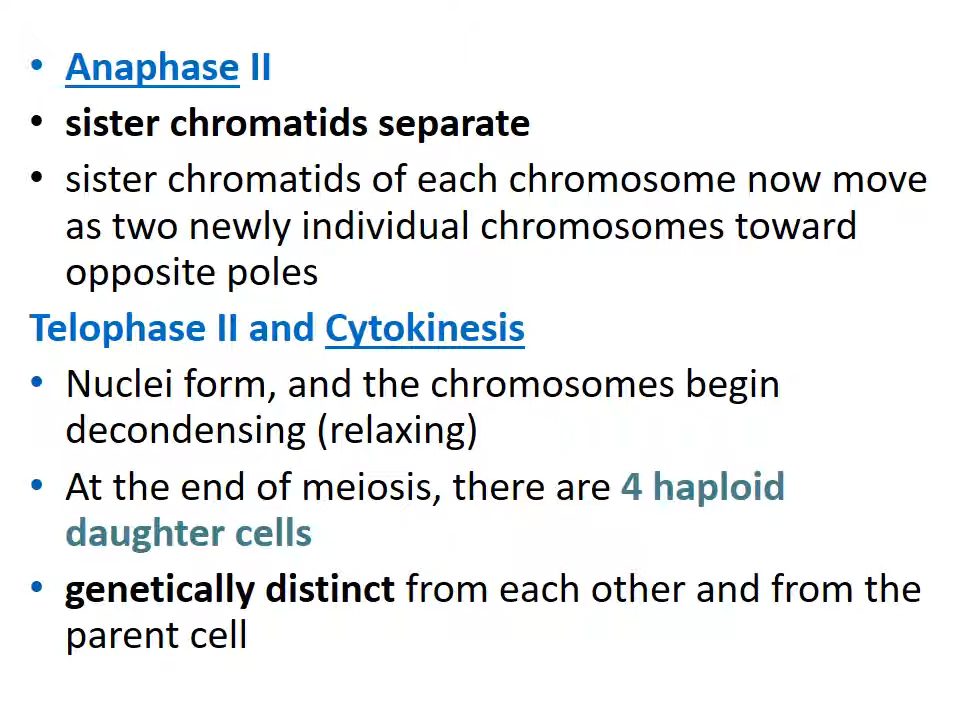 • Anaphase II
• sister chromatids separate
• sister chromatids of each chromosome now move
as two newly individual chromosomes toward
opposite poles
Telophase II and Cytokinesis
• Nuclei form, and the chromosomes begin
decondensing (relaxing)
• At the end of meiosis, there are 4 haploid
daughter cells
• genetically distinct from each other and from the
parent cell